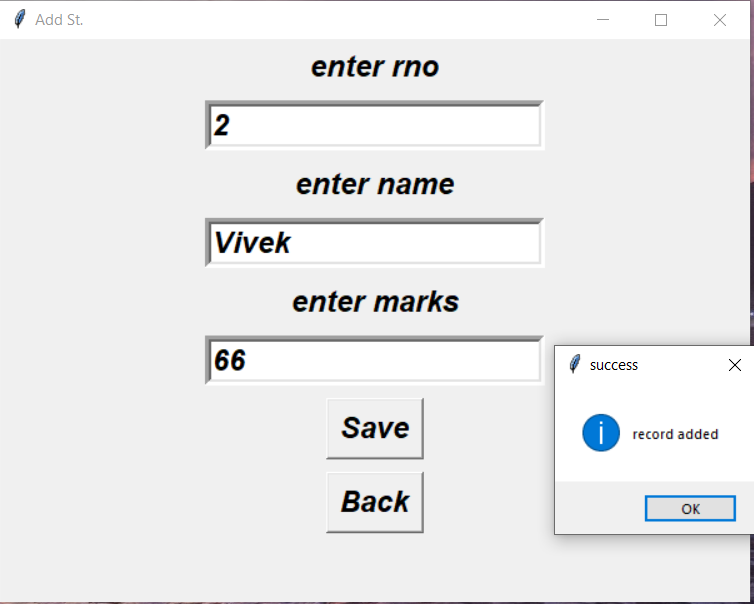 Add St.
enter rno
2
enter name
Vivek
enter marks
66
Save
Back
success
record added
OK